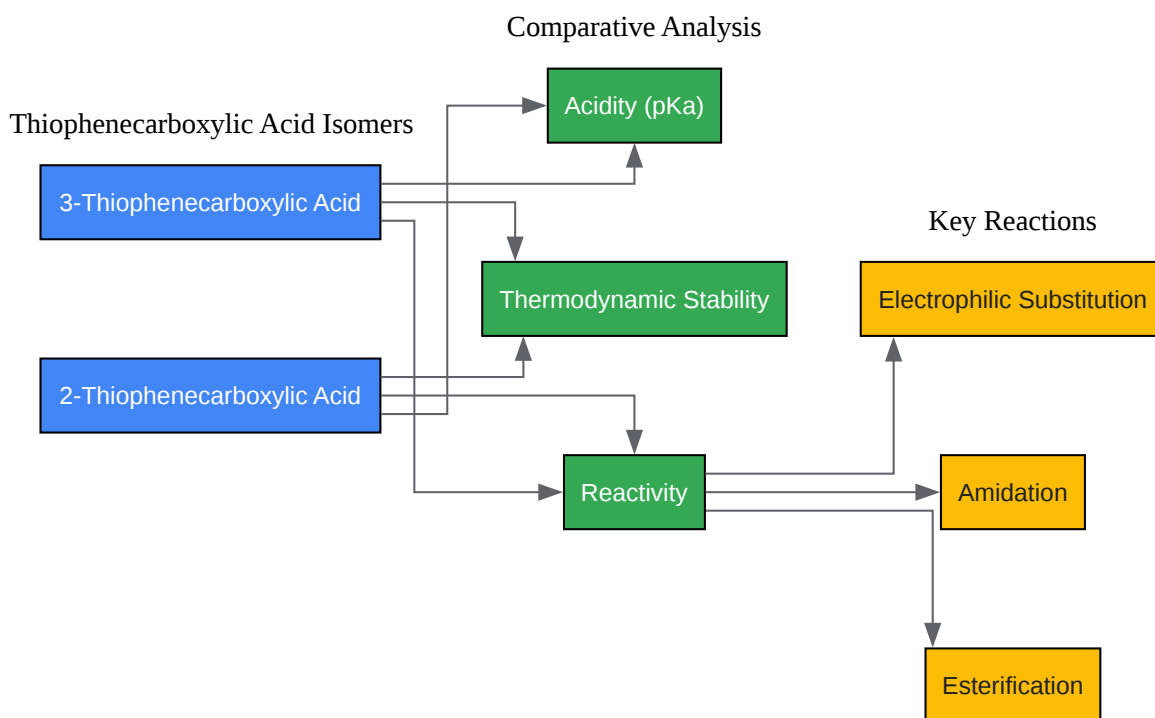 Comparative Analysis
Acidity (pKa)
Thiophenecarboxylic Acid Isomers
3-Thiophenecarboxylic Acid
Key Reactions
Thermodynamic Stability
Electrophilic Substitution
2-Thiophenecarboxylic Acid
Reactivity
Amidation
Esterification